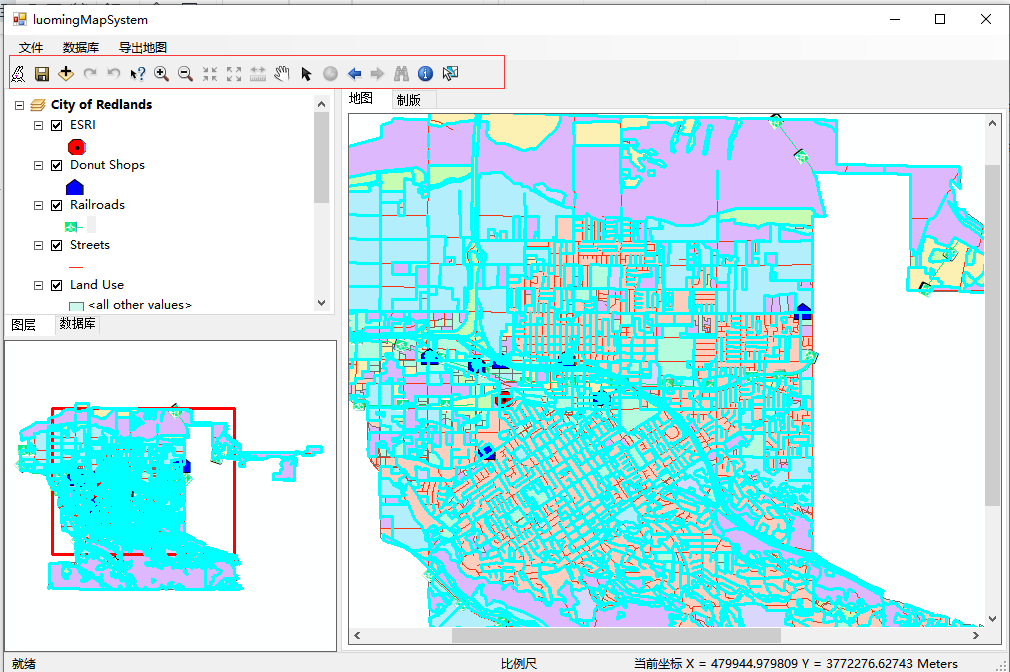 luomingMapSystem
文件 数据库 导出地图
City of Redlands
ESRI
Donut Shops
Railroads
Streets
Land Use
<all other values>
图层 数据库
地图 制版
就绪 比例尺 当前坐标 X = 479944.979809 Y = 3772276.62743 Meters